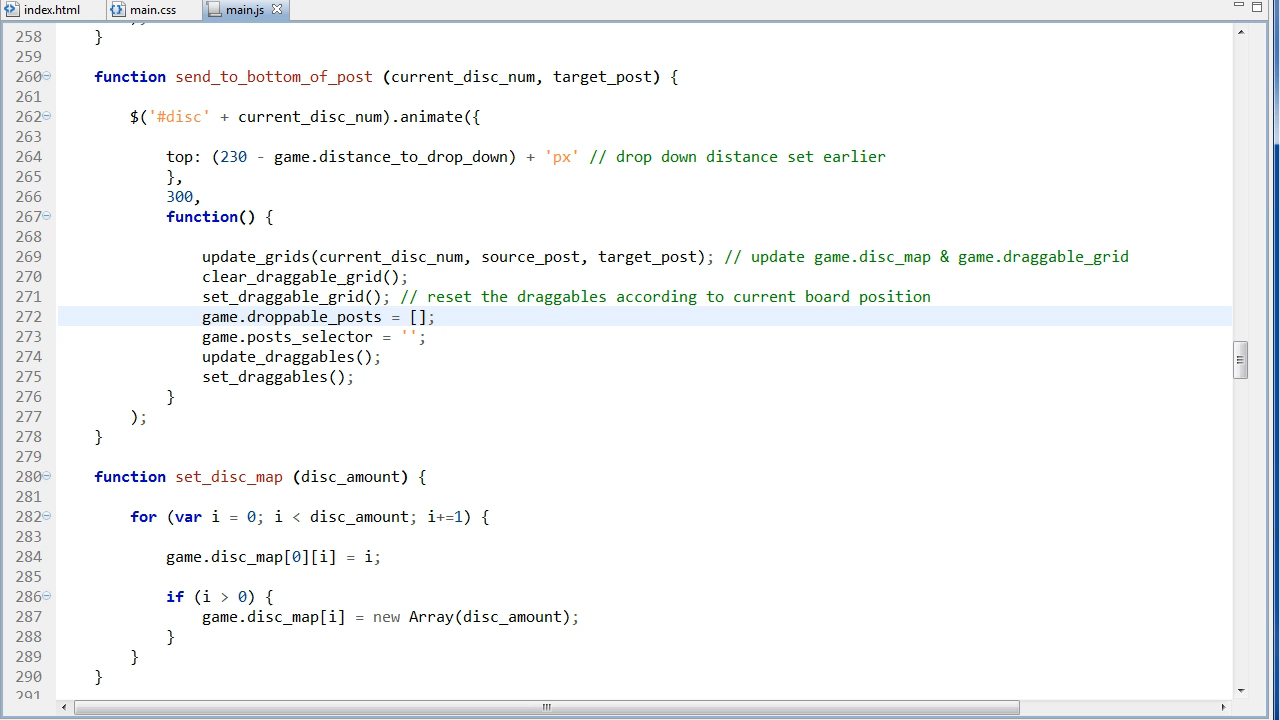 index.html main.css main.js
258 }
259
260 function send_to_bottom_of_post (current_disc_num, target_post) {
261
262 $('#disc' + current_disc_num).animate({
263
264 top: (230 - game.distance_to_drop_down) + 'px' // drop down distance set earlier
265 },
266 300,
267 function() {
268
269 update_grids(current_disc_num, source_post, target_post); // update game.disc_map & game.draggable_grid
270 clear_draggable_grid();
271 set_draggable_grid(); // reset the draggables according to current board position
272 game.droppable_posts = [];
273 game.posts_selector = '';
274 update_draggables();
275 set_draggables();
276 }
277 );
278 }
279
280 function set_disc_map (disc_amount) {
281
282 for (var i = 0; i < disc_amount; i+=1) {
283
284 game.disc_map[0][i] = i;
285
286 if (i > 0) {
287 game.disc_map[i] = new Array(disc_amount);
288 }
289 }
290 }
291